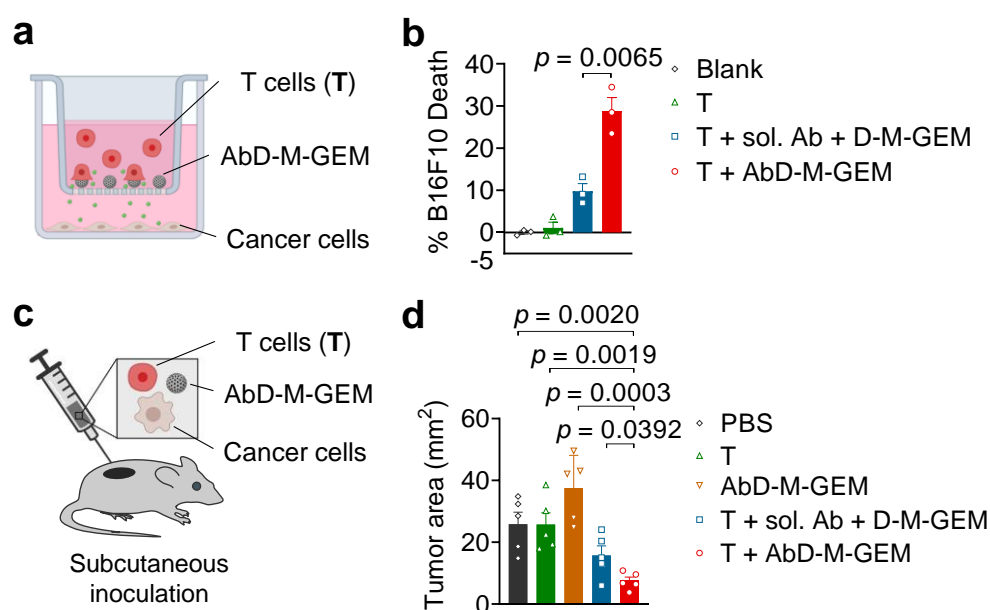 a
T cells (T)
AbD-M-GEM
Cancer cells
b
% B16F10 Death
40
30
20
10
0
-5
p = 0.0065
Blank
T
T + sol. Ab + D-M-GEM
T + AbD-M-GEM
c
T cells (T)
AbD-M-GEM
Cancer cells
Subcutaneous
inoculation
d
p = 0.0020
p = 0.0019
p = 0.0003
p = 0.0392
Tumor area (mm²)
60
40
20
0
PBS
T
AbD-M-GEM
T + sol. Ab + D-M-GEM
T + AbD-M-GEM